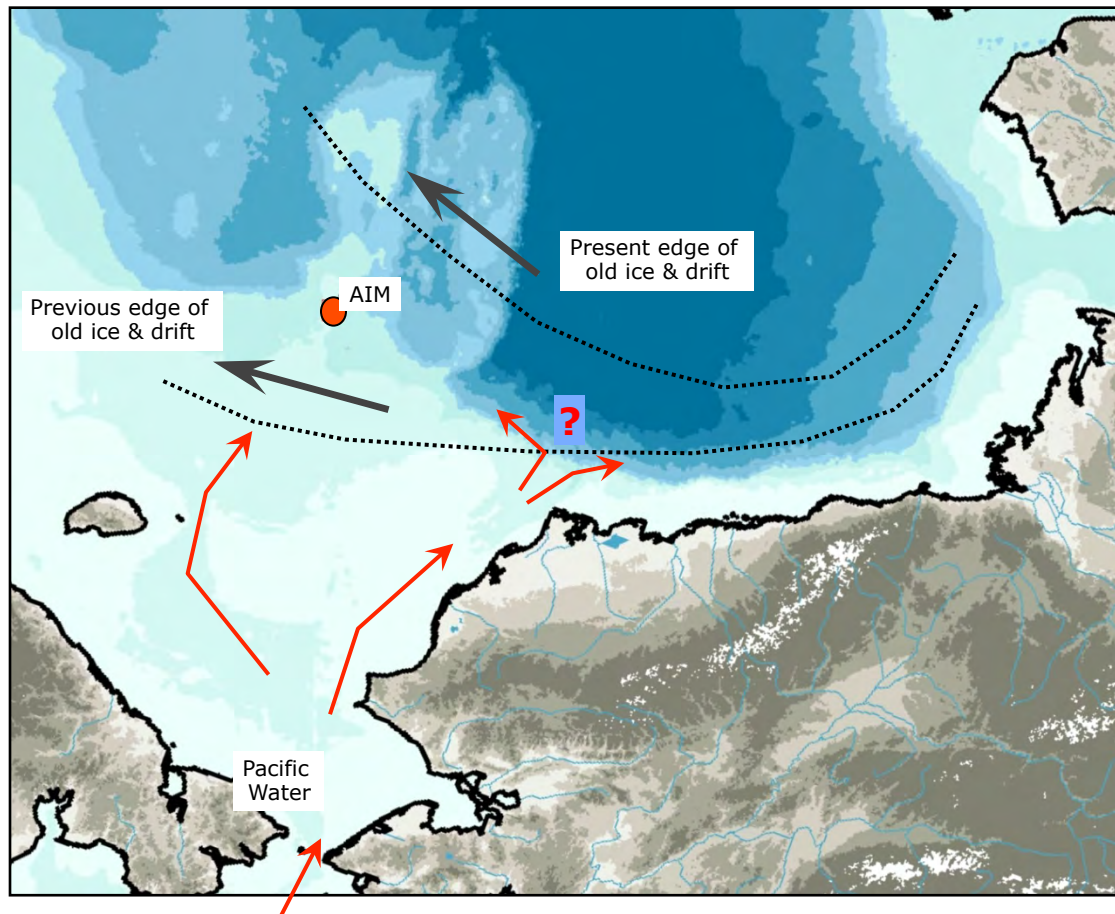 Present edge of
old ice & drift
AIM
Previous edge of
old ice & drift
?
Pacific
Water